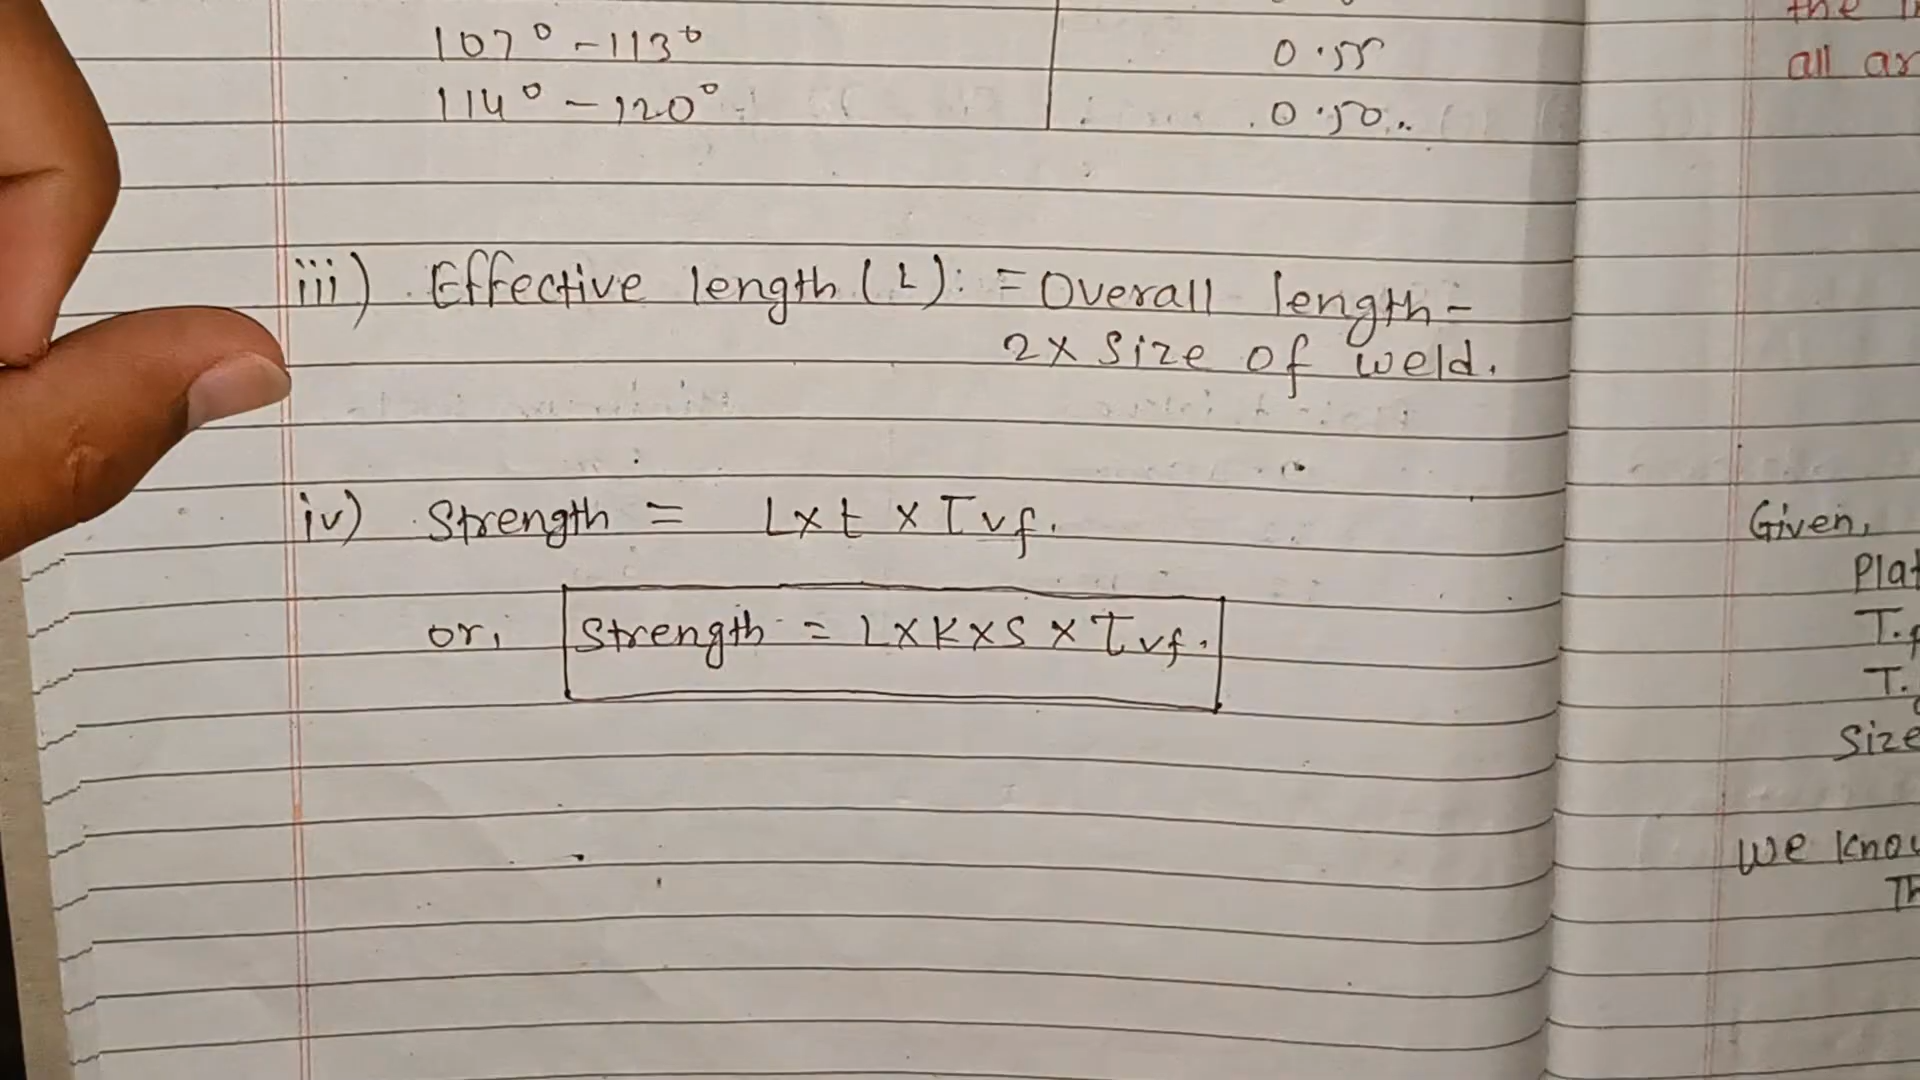 107° - 113° 0.55
114° - 120° 0.50
iii) Effective length (L): = Overall length -
2 x size of weld.
iv) Strength = L x t x τvf.
or, Strength = L x K x S x τvf.
the
all
Given,
T.
T.
Size
We